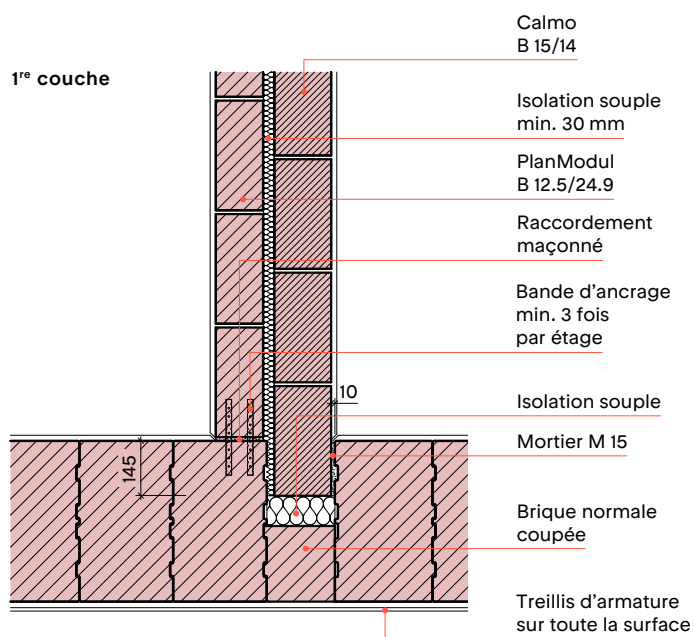 1re couche
Calmo
B 15/14
Isolation souple
min. 30 mm
PlanModul
B 12.5/24.9
Raccordement
maçonné
Bande d’ancrage
min. 3 fois
par étage
10
Isolation souple
Mortier M 15
145
Brique normale
coupée
Treillis d’armature
sur toute la surface